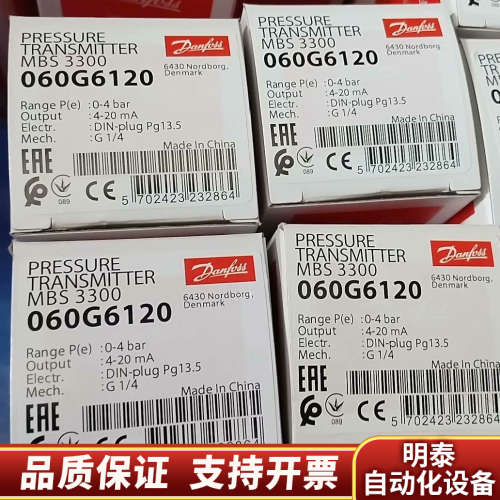 PRESSURE
TRANSMITTER
MBS 3300
060G6120
Danfoss
6430 Nordborg,
Denmark
Range P(e) :0-4 bar
Output :4-20 mA
Electr. :DIN-plug Pg13.5
Mech. :G 1/4
Made In China
EAC
089
CE
5 702423 232864
PRESSURE
TRANSMITTER
MBS 3300
060G6120
Danfoss
6430 Nordborg,
Denmark
Range P(e) :0-4 bar
Output :4-20 mA
Electr. :DIN-plug Pg13.5
Mech. :G 1/4
Made In China
EAC
089
CE
5 702423 232864
PRESSURE
TRANSMITTER
MBS 3300
060G6120
Danfoss
6430 Nordborg,
Denmark
Range P(e) :0-4 bar
Output :4-20 mA
Electr. :DIN-plug Pg13.5
Mech. :G 1/4
Made In China
EAC
PRESSURE
TRANSMITTER
MBS 3300
060G6120
Danfoss
6430 Nordborg,
Denmark
Range P(e) :0-4 bar
Output :4-20 mA
Electr. :DIN-plug Pg13.5
Mech. :G 1/4
Made In China
EAC
089
CE
5 702423 232864
品质保证 支持开票
明泰
自动化设备